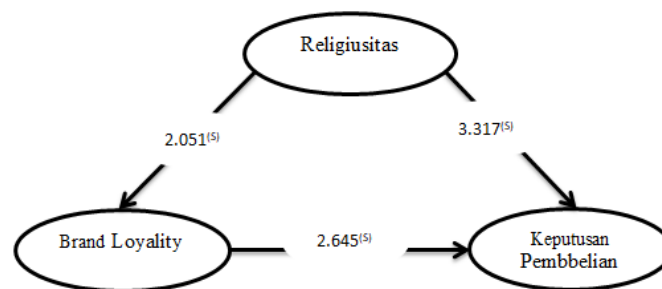 Religiusitas
2.051(S)
3.317(S)
Brand Loyality
2.645(S)
Keputusan
Pembbelian